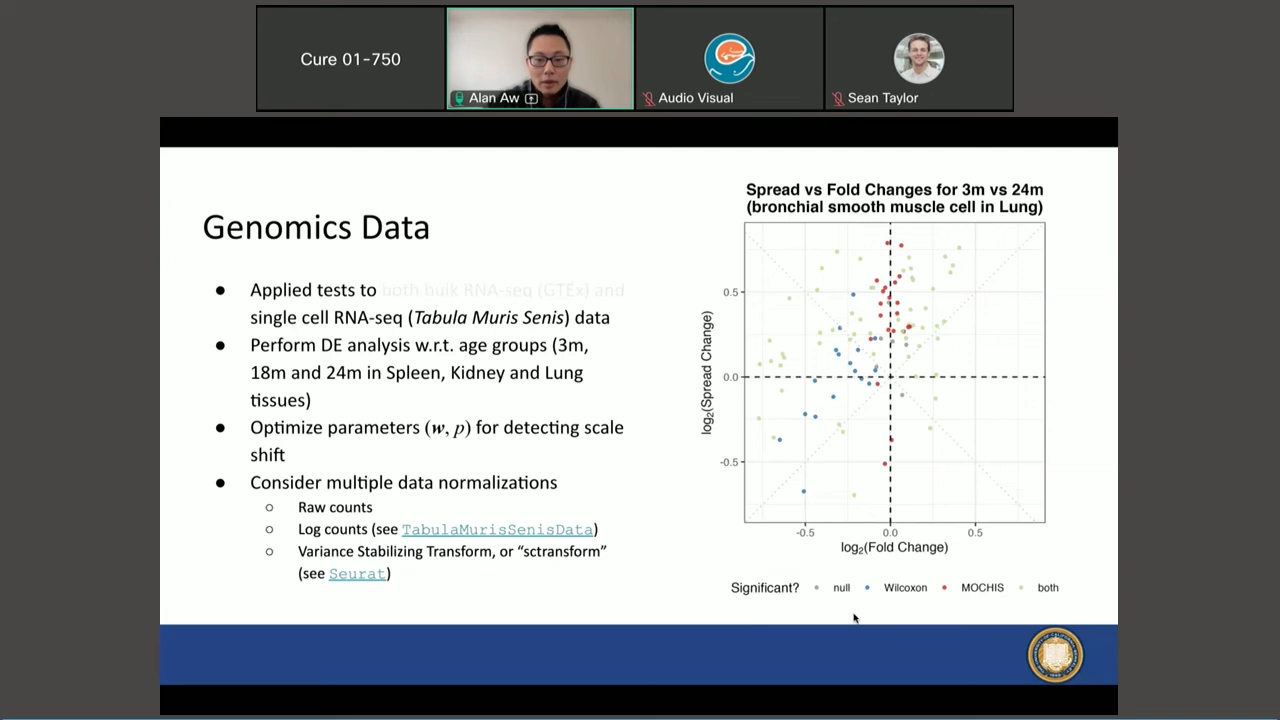 Cure 01-750
Alan Aw
Audio Visual
Sean Taylor
Genomics Data
● Applied tests to both bulk RNA-seq (GTEx) and
single cell RNA-seq (Tabula Muris Senis) data
● Perform DE analysis w.r.t. age groups (3m,
18m and 24m in Spleen, Kidney and Lung
tissues)
● Optimize parameters (w, p) for detecting scale
shift
● Consider multiple data normalizations
○ Raw counts
○ Log counts (see TabulaMurisSenisData)
○ Variance Stabilizing Transform, or “sctransform”
(see Seurat)
Spread vs Fold Changes for 3m vs 24m
(bronchial smooth muscle cell in Lung)
log2(Spread Change)
0.5
0.0
-0.5
-0.5 0.0 0.5
log2(Fold Change)
Significant? null Wilcoxon MOCHIS both